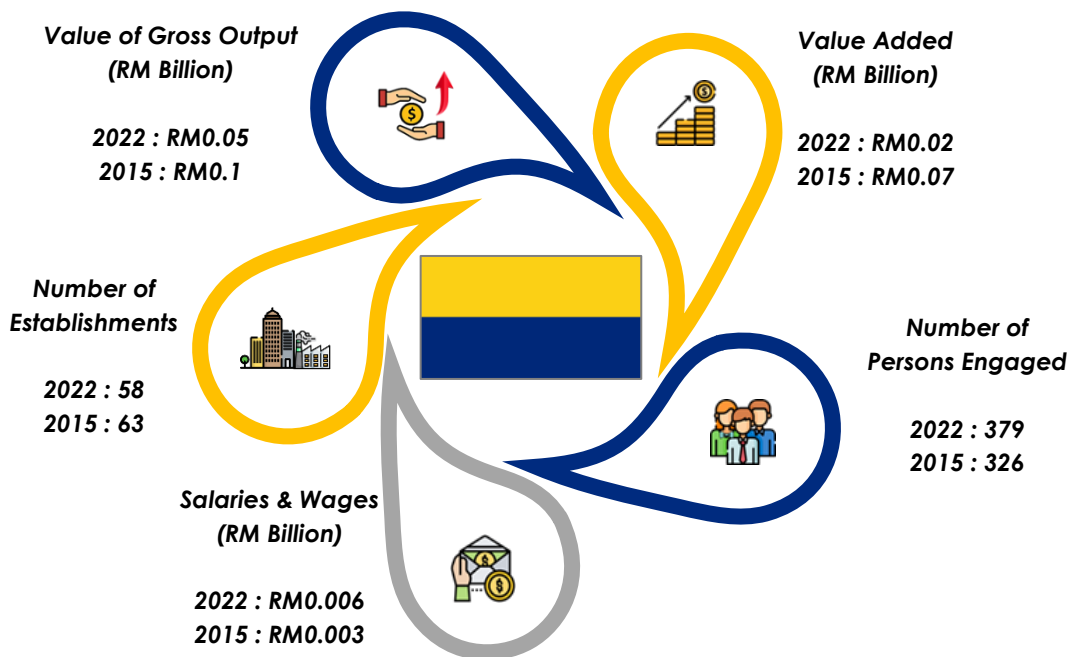 Value of Gross Output
(RM Billion)
2022 : RM0.05
2015 : RM0.1
Value Added
(RM Billion)
2022 : RM0.02
2015 : RM0.07
Number of
Establishments
2022 : 58
2015 : 63
Number of
Persons Engaged
2022 : 379
2015 : 326
Salaries & Wages
(RM Billion)
2022 : RM0.006
2015 : RM0.003